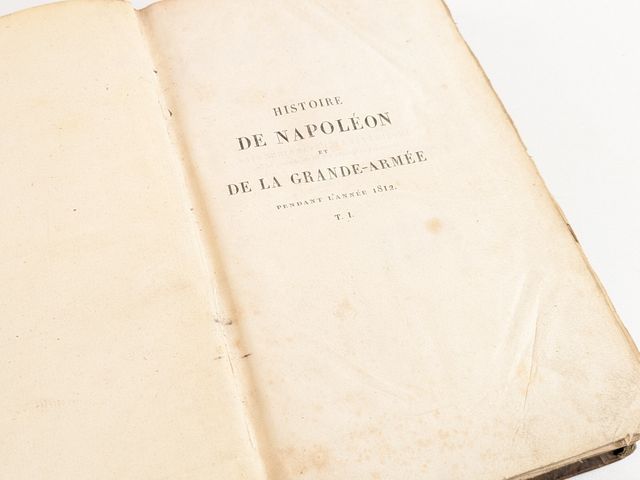 HISTOIRE
DE NAPOLÉON
ET
DE LA GRANDE-ARMÉE
PENDANT L'ANNÉE 1812.
T. I.